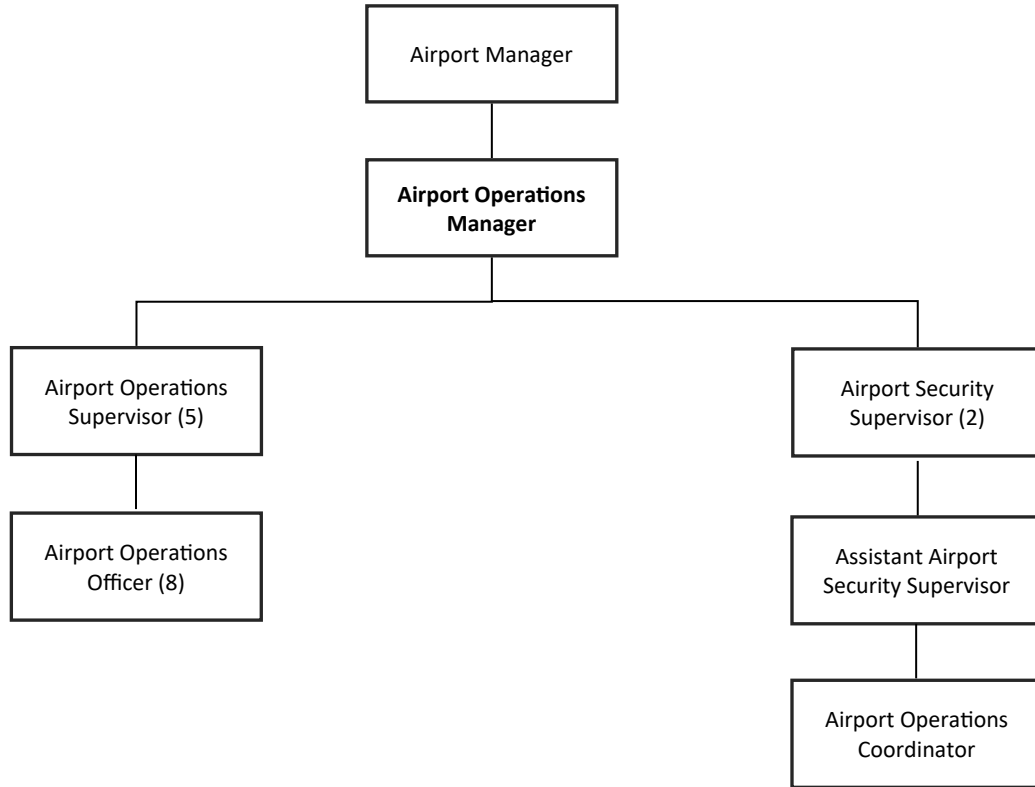 Airport Manager
Airport Operations
Manager
Airport Operations
Supervisor (5)
Airport Security
Supervisor (2)
Airport Operations
Officer (8)
Assistant Airport
Security Supervisor
Airport Operations
Coordinator